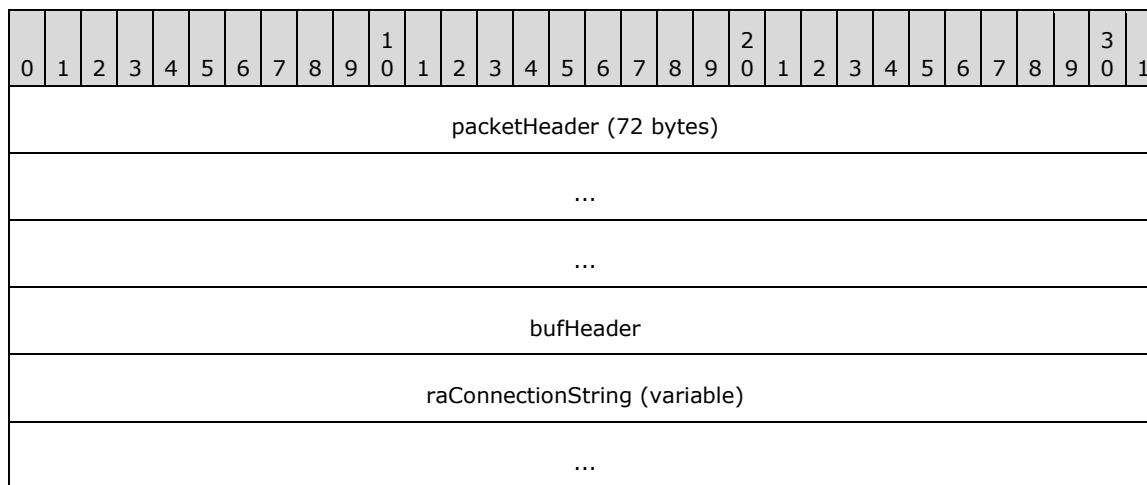 1 2 3
0 1 2 3 4 5 6 7 8 9 0 1 2 3 4 5 6 7 8 9 0 1 2 3 4 5 6 7 8 9 0 1
packetHeader (72 bytes)
...
...
bufHeader
raConnectionString (variable)
...